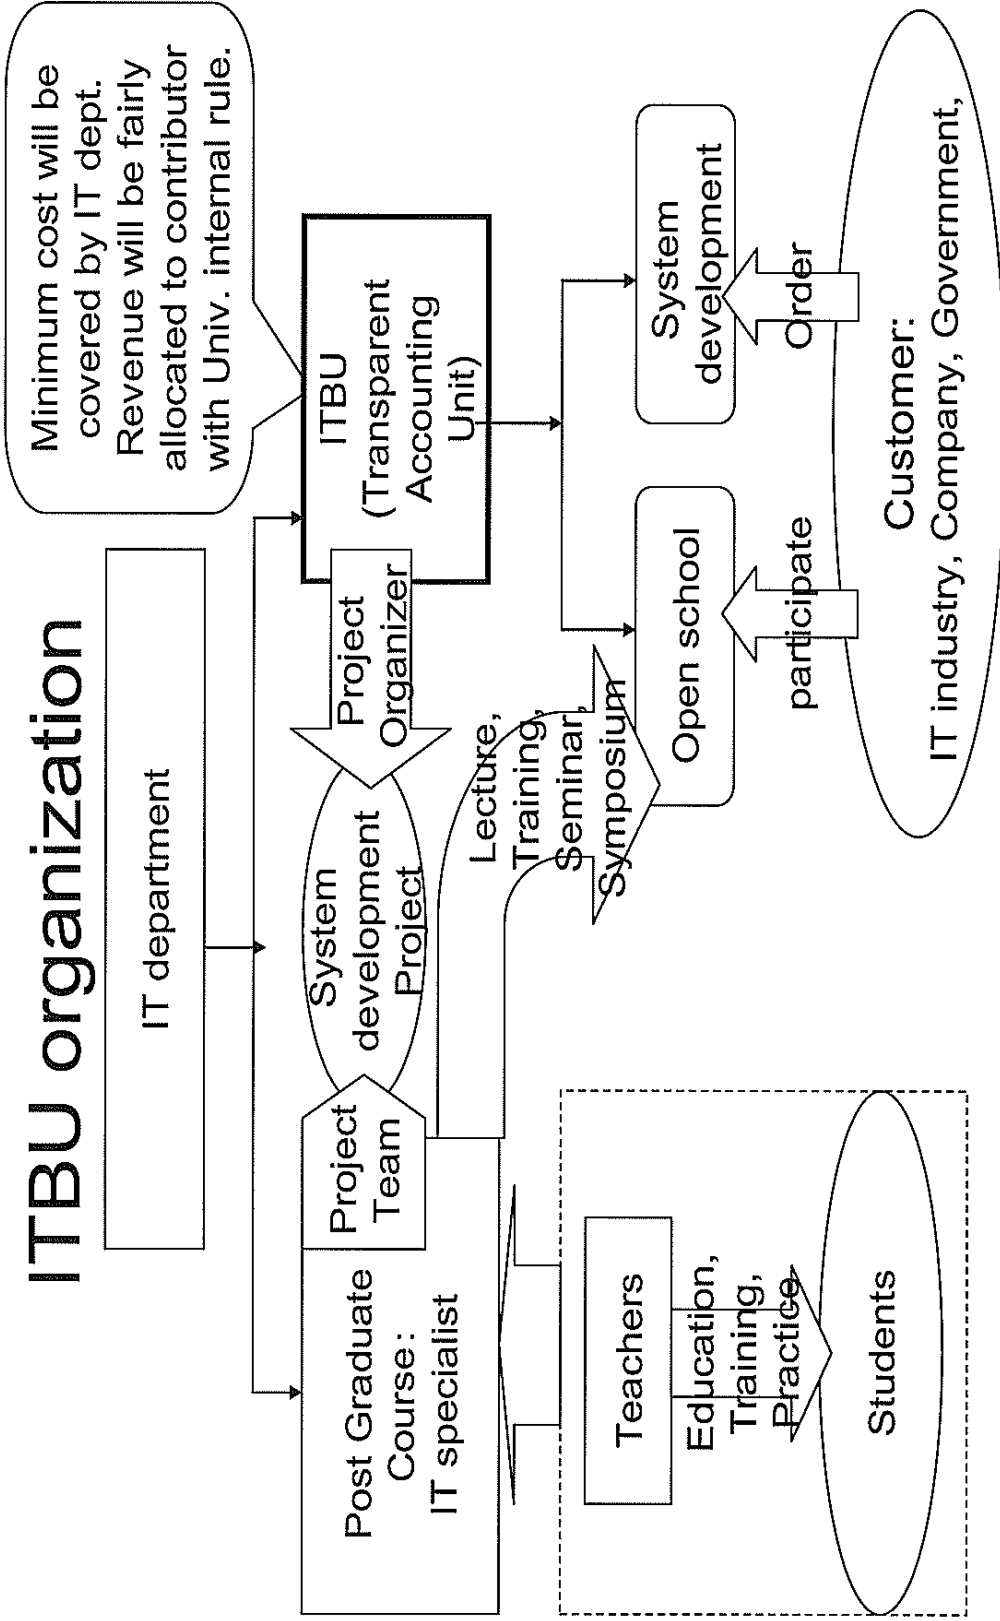 ITBU organization
IT department
Minimum cost will be
covered by IT dept.
Revenue will be fairly
allocated to contributor
with Univ. internal rule.
Post Graduate
Course:
IT specialist
Project
Team
System
development
Project
Project
Organizer
ITBU
(Transparent
Accounting
Unit)
Lecture,
Training,
Seminar,
Symposium
Teachers
Education,
Training,
Practice
Students
Open school
System
development
participate
Order
Customer:
IT industry, Company, Government,